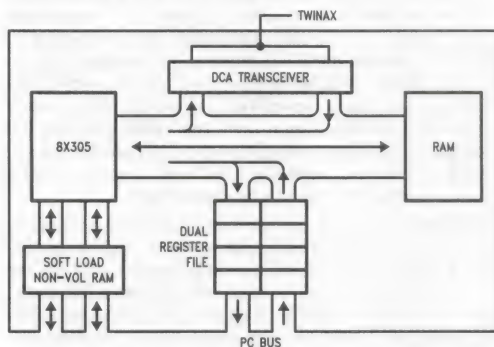 TWINAX
DCA TRANSCEIVER
8X305
RAM
DUAL
REGISTER
FILE
SOFT LOAD
NON-VOL RAM
PC BUS